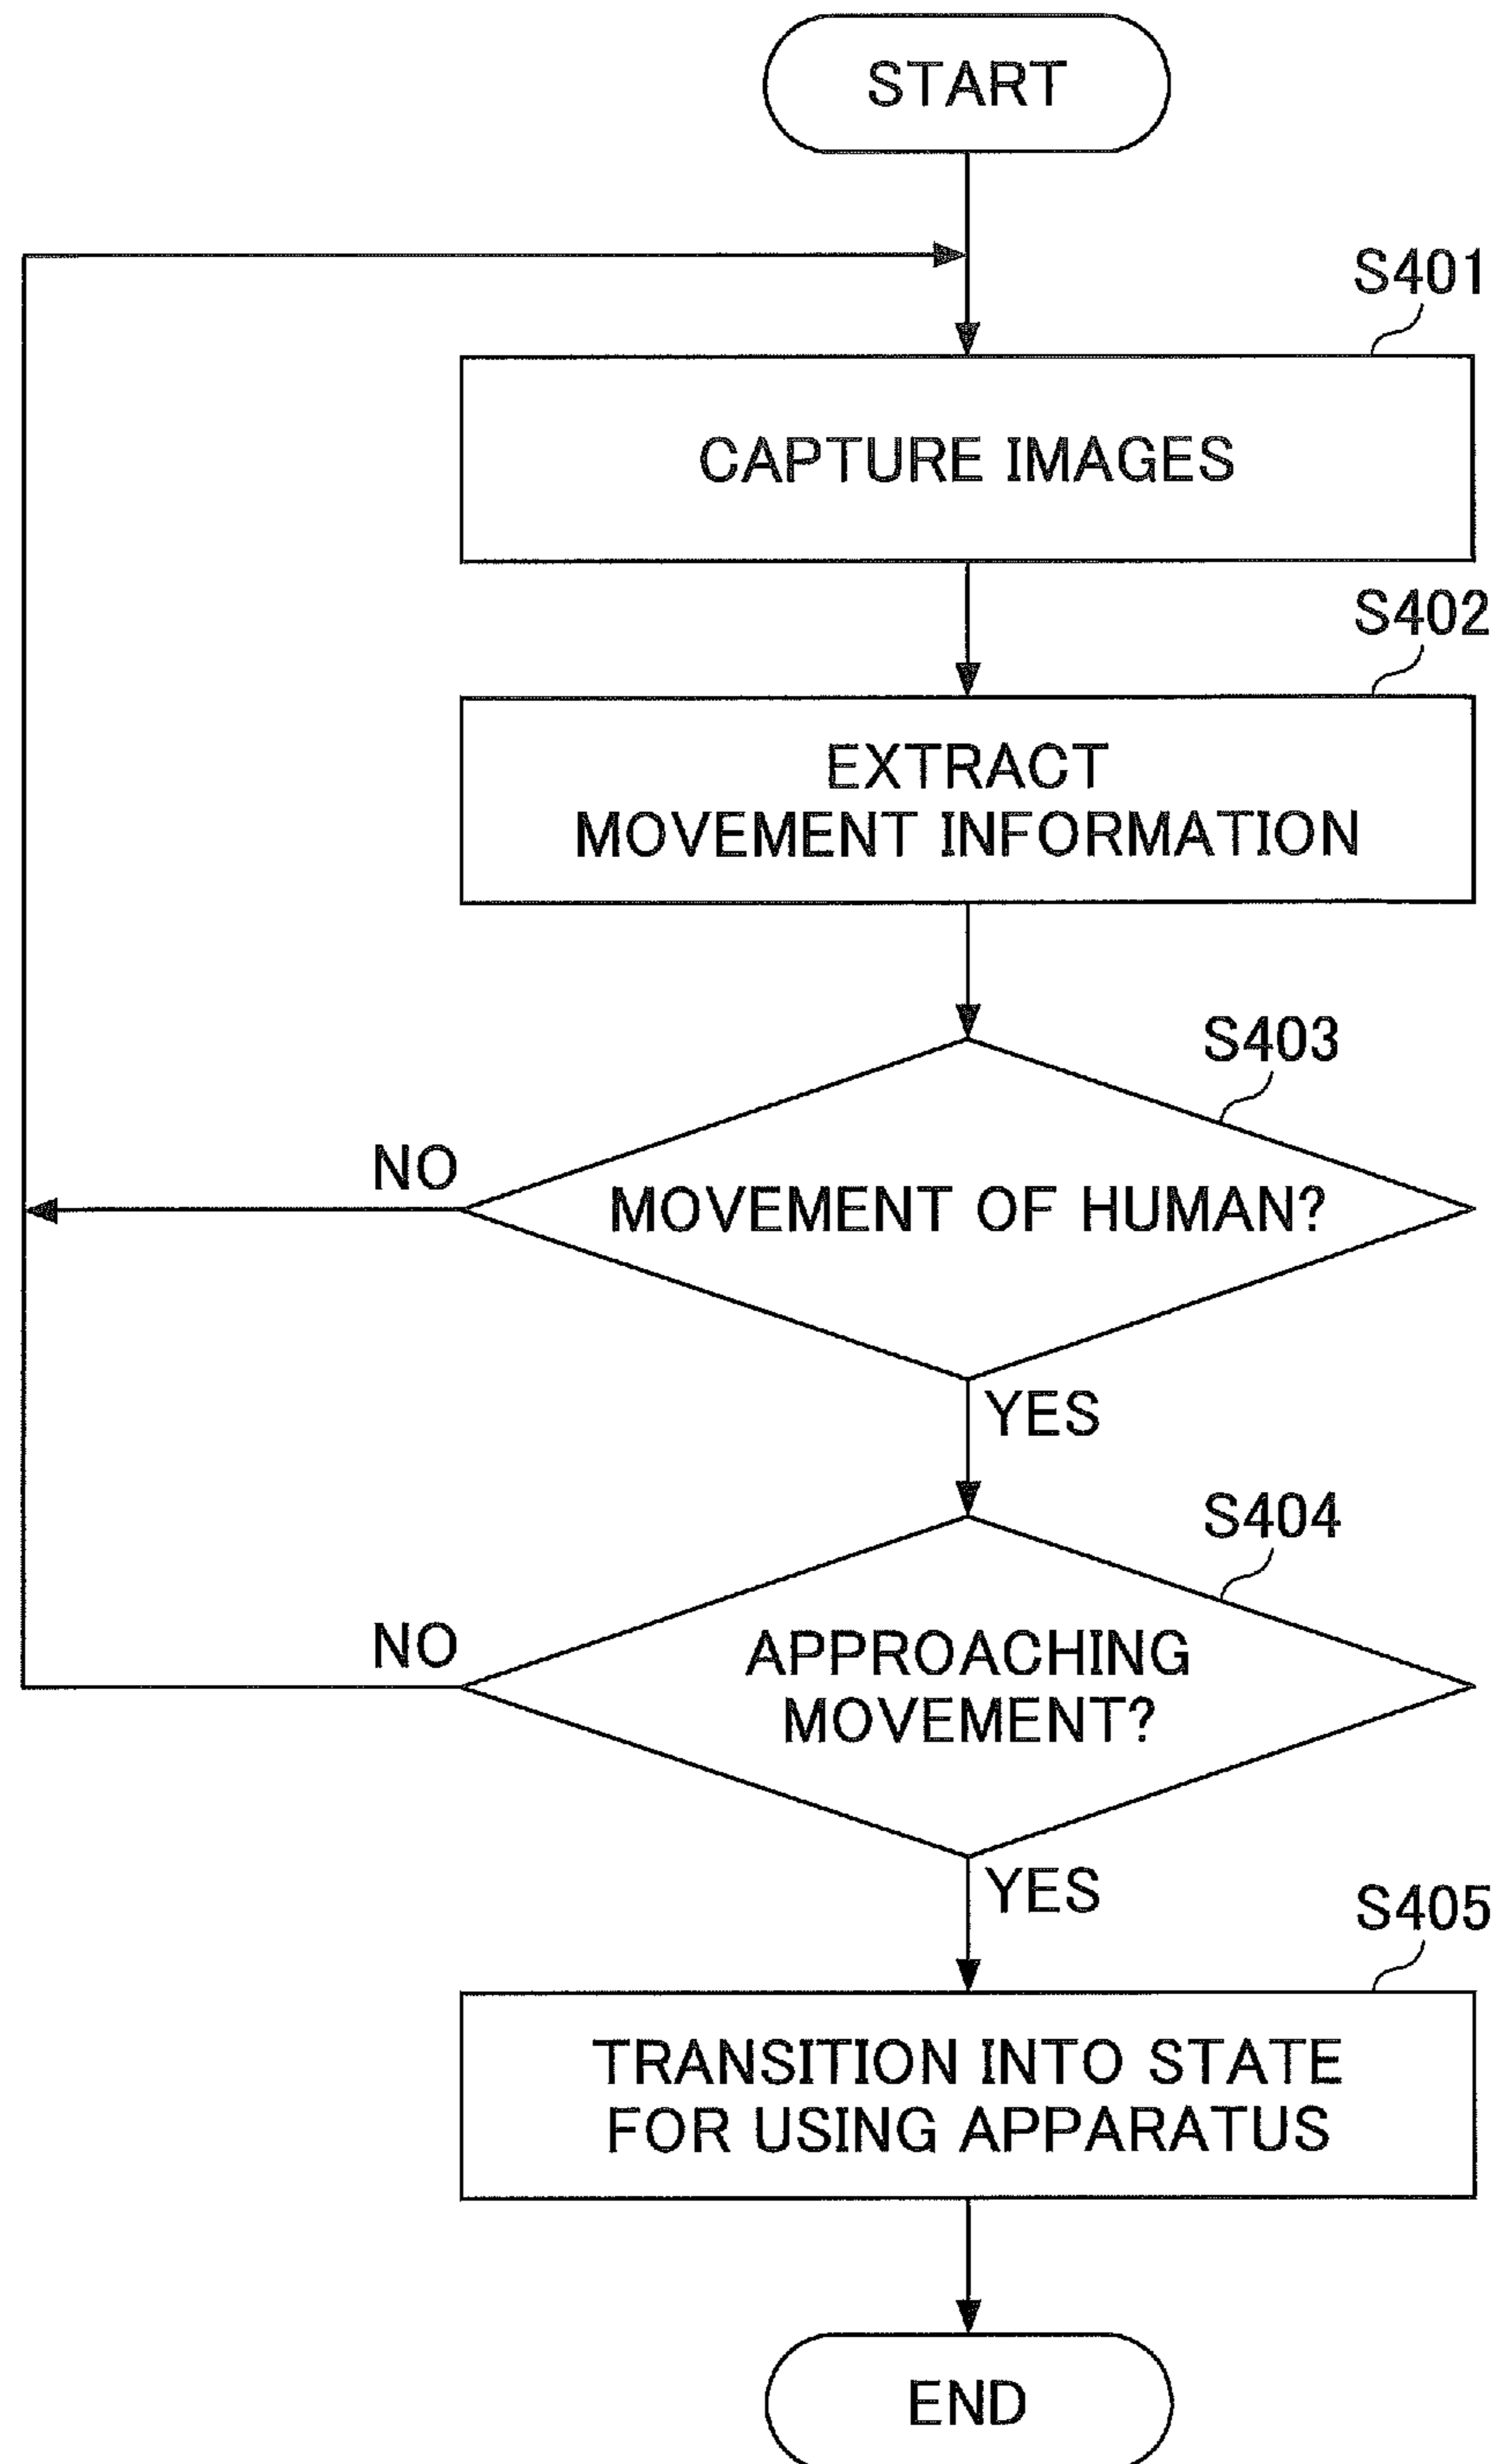 START
S401
CAPTURE IMAGES
S402
EXTRACT
MOVEMENT INFORMATION
S403
NO
MOVEMENT OF HUMAN?
YES
S404
NO
APPROACHING
MOVEMENT?
YES
S405
TRANSITION INTO STATE
FOR USING APPARATUS
END